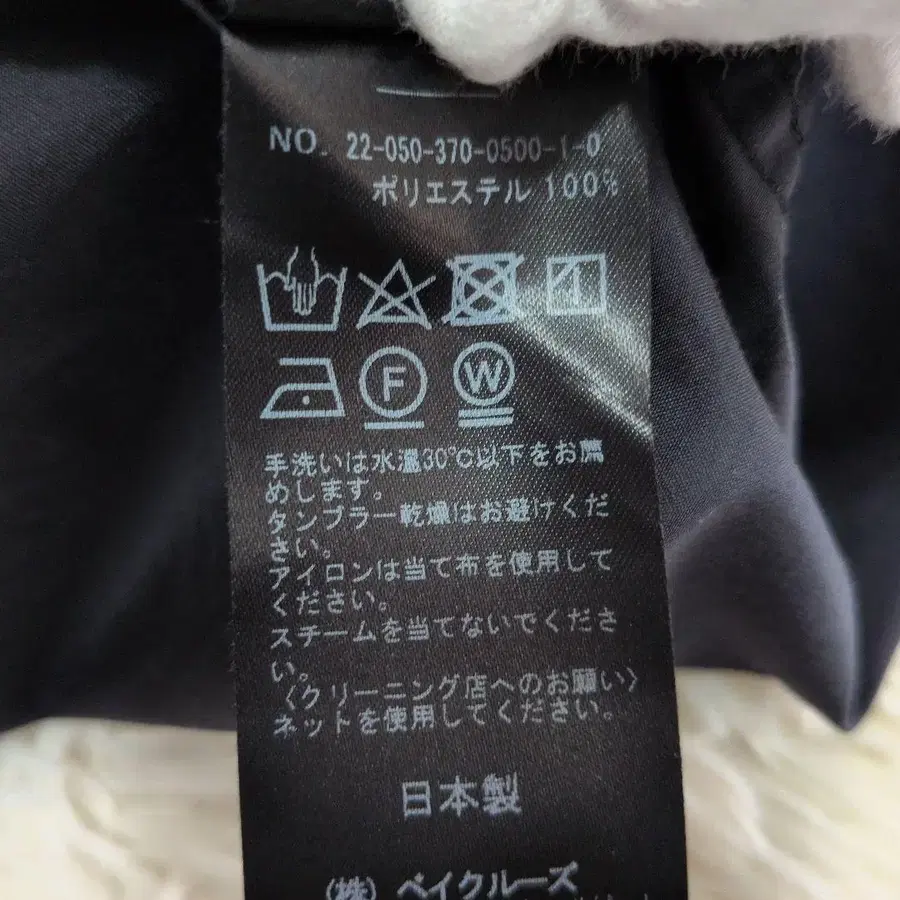 NO. 22-050-370-0500-1-0
ポリエステル 100%
F W
手洗いは水温30℃以下をお薦
めします。
タンブラー乾燥はお避けくだ
さい。
アイロンは当て布を使用して
ください。
スチームを当てないでくださ
い。
〈クリーニング店へのお願い〉
ネットを使用してください。
日本製
(株) ベイクルーズ